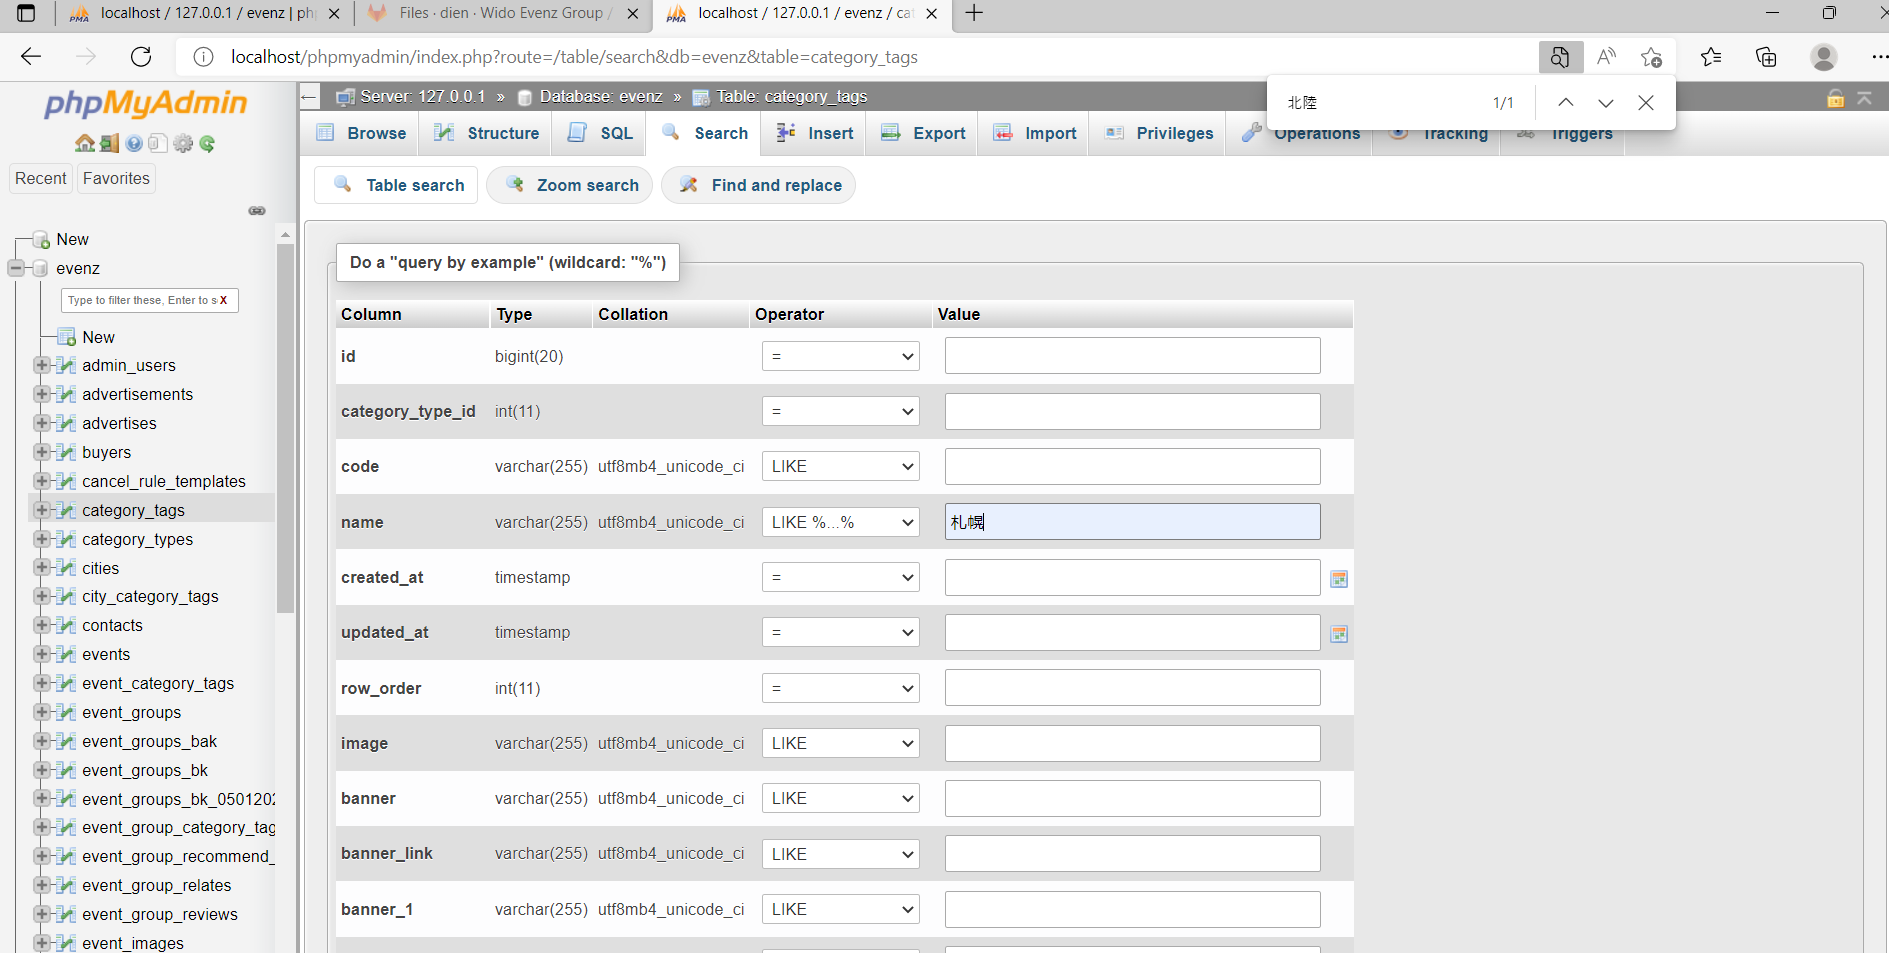 localhost / 127.0.0.1 / evenz | ph
Files · dien · Wido Evenz Group /
localhost / 127.0.0.1 / evenz / ca
localhost/phpmyadmin/index.php?route=/table/search&db=evenz&table=category_tags
北陸
1/1
phpMyAdmin
Recent
Favorites
New
evenz
Type to filter these, Enter to s X
New
admin_users
advertisements
advertises
buyers
cancel_rule_templates
category_tags
category_types
cities
city_category_tags
contacts
events
event_category_tags
event_groups
event_groups_bak
event_groups_bk
event_groups_bk_0501202
event_group_category_tag
event_group_recommend_
event_group_relates
event_group_reviews
event_images
Server: 127.0.0.1 » Database: evenz » Table: category_tags
Browse Structure SQL Search Insert Export Import Privileges Operations Tracking Triggers
Table search Zoom search Find and replace
Do a "query by example" (wildcard: "%")
Column Type Collation Operator Value
id bigint(20) =
category_type_id int(11) =
code varchar(255) utf8mb4_unicode_ci LIKE
name varchar(255) utf8mb4_unicode_ci LIKE %...% 札幌
created_at timestamp =
updated_at timestamp =
row_order int(11) =
image varchar(255) utf8mb4_unicode_ci LIKE
banner varchar(255) utf8mb4_unicode_ci LIKE
banner_link varchar(255) utf8mb4_unicode_ci LIKE
banner_1 varchar(255) utf8mb4_unicode_ci LIKE